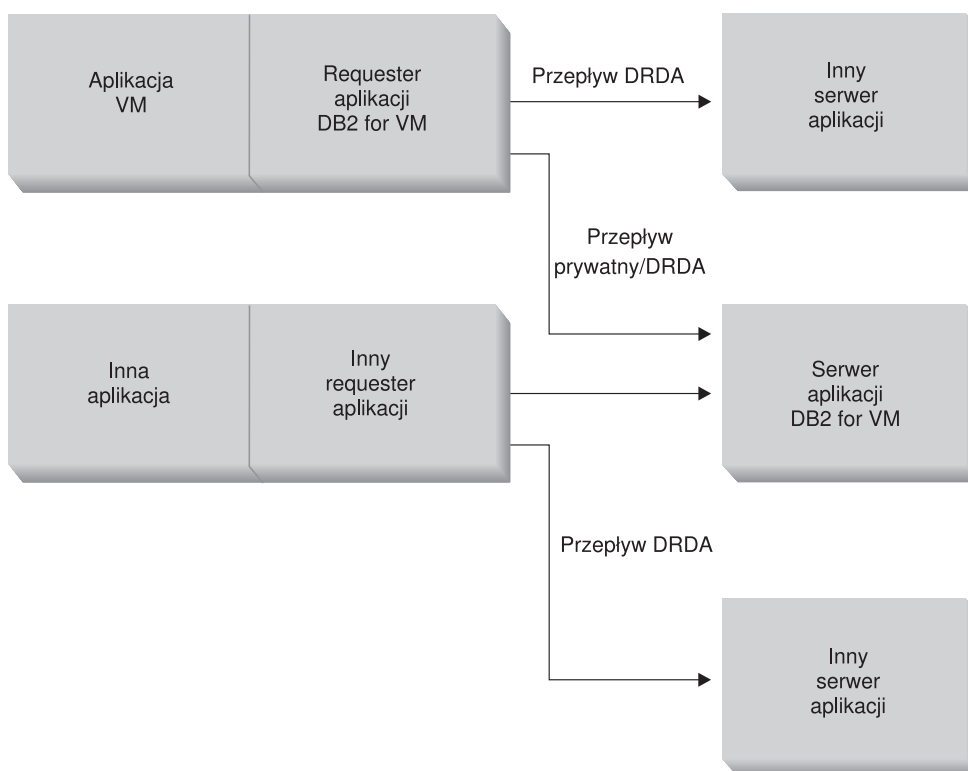 Aplikacja
VM
Requester
aplikacji
DB2 for VM
Przepływ DRDA
Inny
serwer
aplikacji
Przepływ
prywatny/DRDA
Inna
aplikacja
Inny
requester
aplikacji
Serwer
aplikacji
DB2 for VM
Przepływ DRDA
Inny
serwer
aplikacji